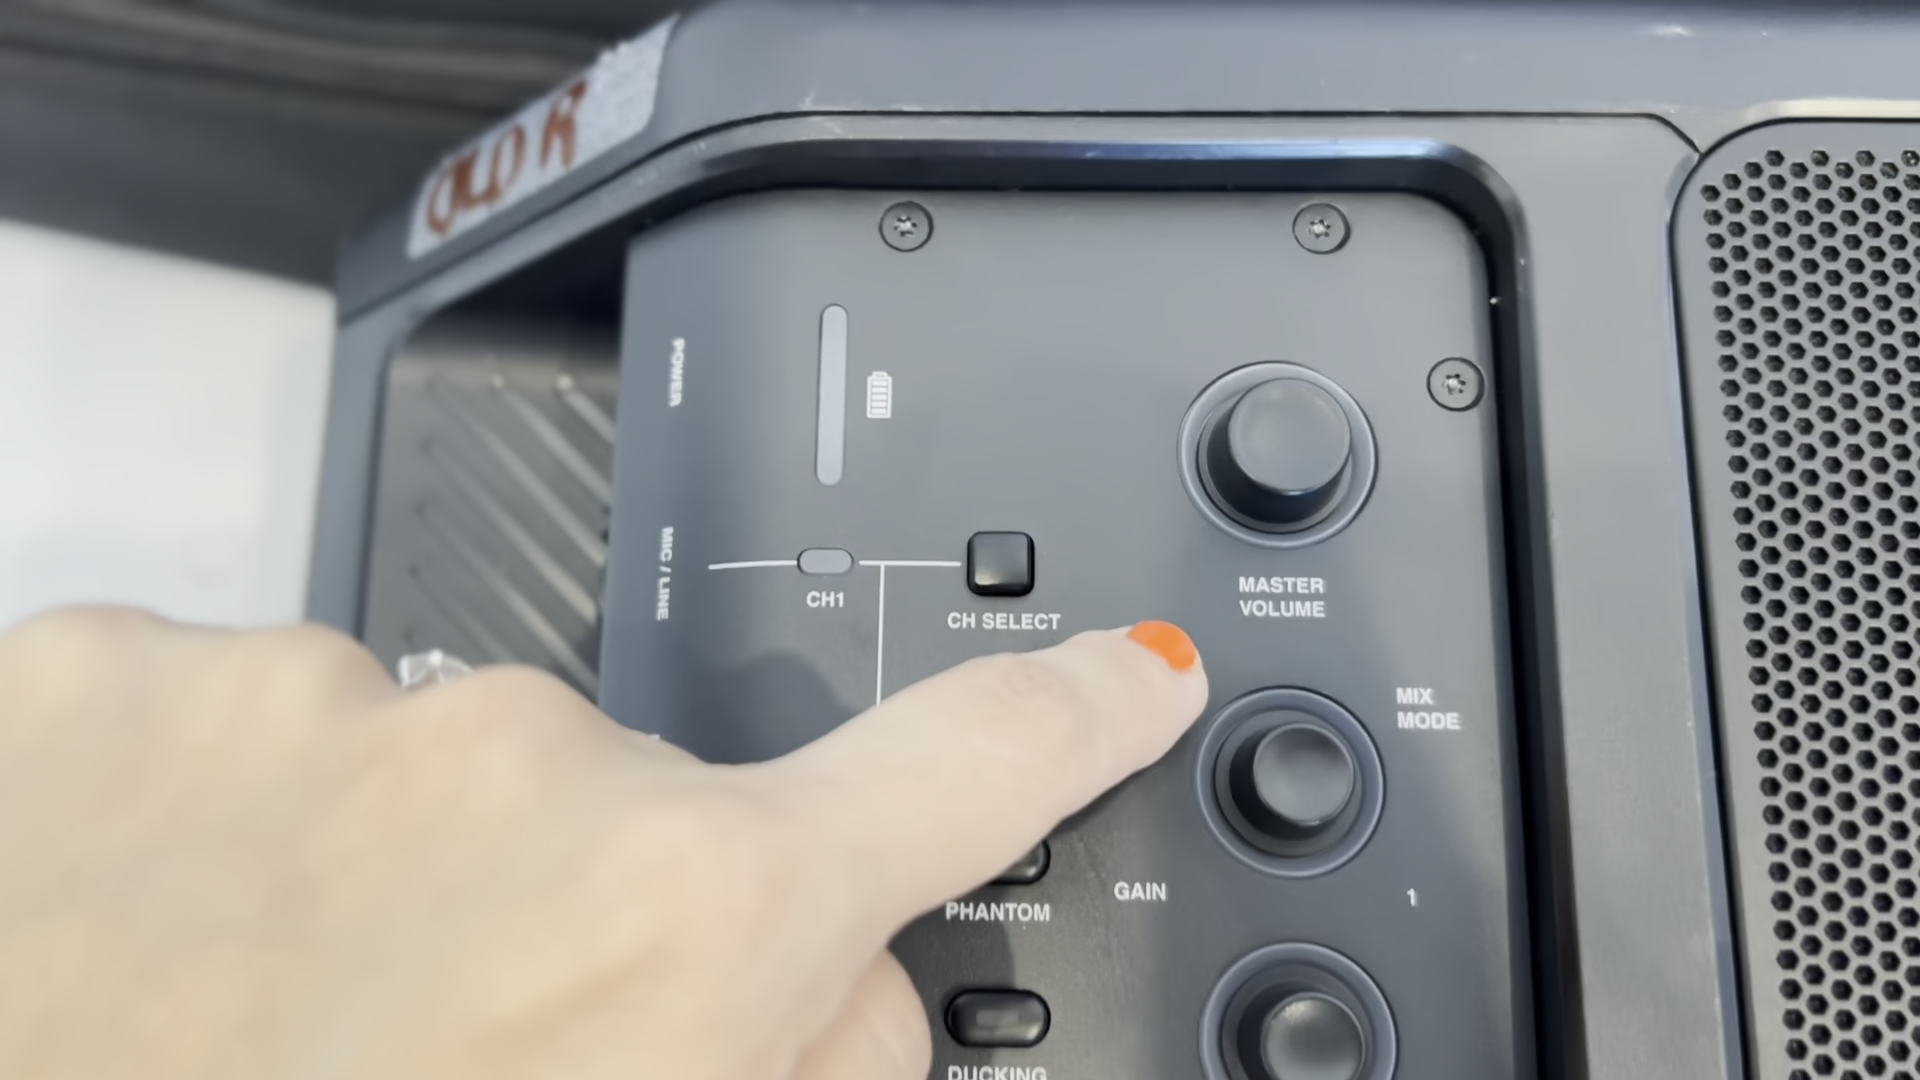 POWER
MIC / LINE
CH1
CH SELECT
MASTER
VOLUME
MIX
MODE
GAIN
1
PHANTOM
DUCKING